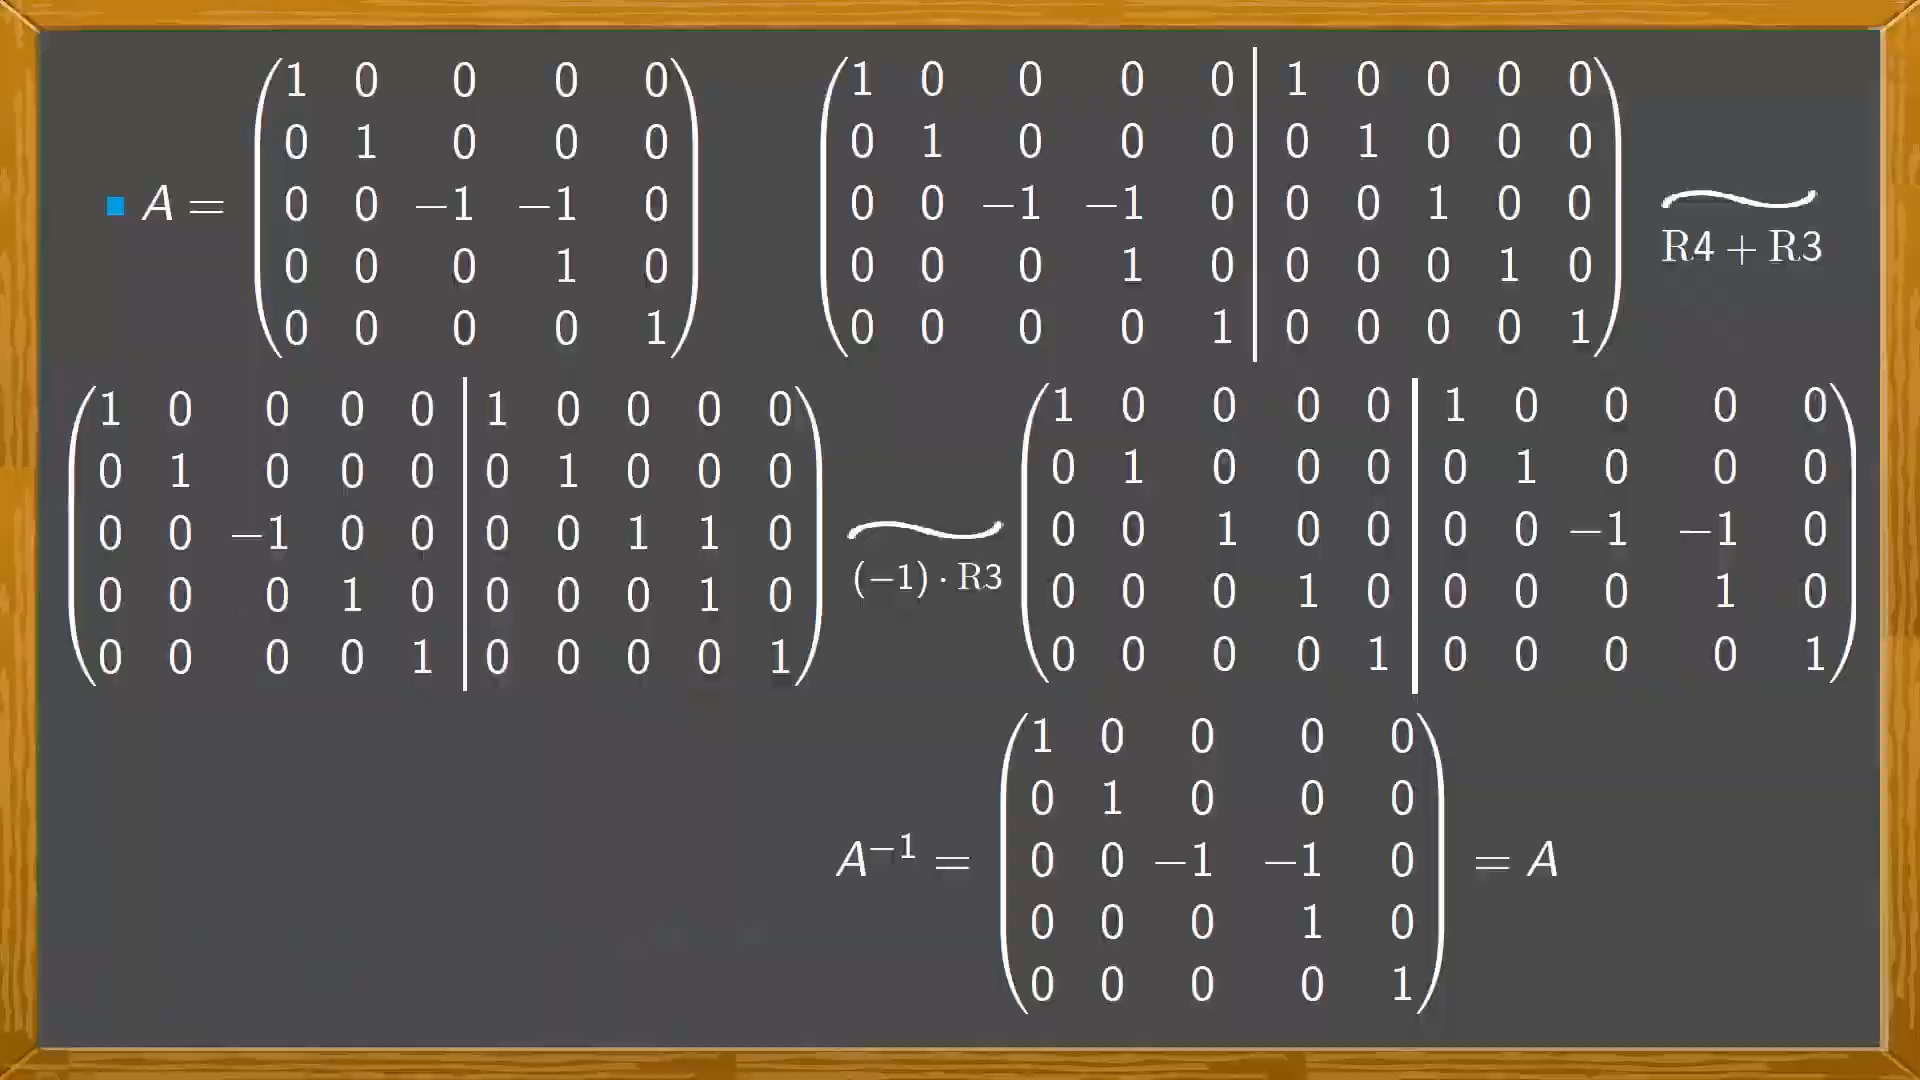 A = ( 1 0 0 0 0 ( 1 0 0 0 0 | 1 0 0 0 0
0 1 0 0 0 0 1 0 0 0 | 0 1 0 0 0
0 0 −1 −1 0 0 0 −1 −1 0 | 0 0 1 0 0
0 0 0 1 0 0 0 0 1 0 | 0 0 0 1 0
0 0 0 0 1 ) 0 0 0 0 1 | 0 0 0 0 1 )
R4 + R3
( 1 0 0 0 0 | 1 0 0 0 0
0 1 0 0 0 | 0 1 0 0 0
0 0 −1 0 0 | 0 0 1 1 0
0 0 0 1 0 | 0 0 0 1 0
0 0 0 0 1 | 0 0 0 0 1 )
(−1) · R3
( 1 0 0 0 0 | 1 0 0 0 0
0 1 0 0 0 | 0 1 0 0 0
0 0 1 0 0 | 0 0 −1 −1 0
0 0 0 1 0 | 0 0 0 1 0
0 0 0 0 1 | 0 0 0 0 1 )
A⁻¹ = ( 1 0 0 0 0
0 1 0 0 0
0 0 −1 −1 0
0 0 0 1 0
0 0 0 0 1 ) = A